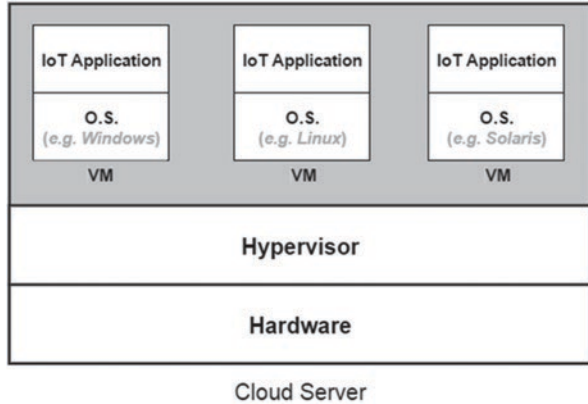 IoT Application IoT Application IoT Application
O.S. O.S. O.S.
(e.g. Windows) (e.g. Linux) (e.g. Solaris)
VM VM VM
Hypervisor
Hardware
Cloud Server